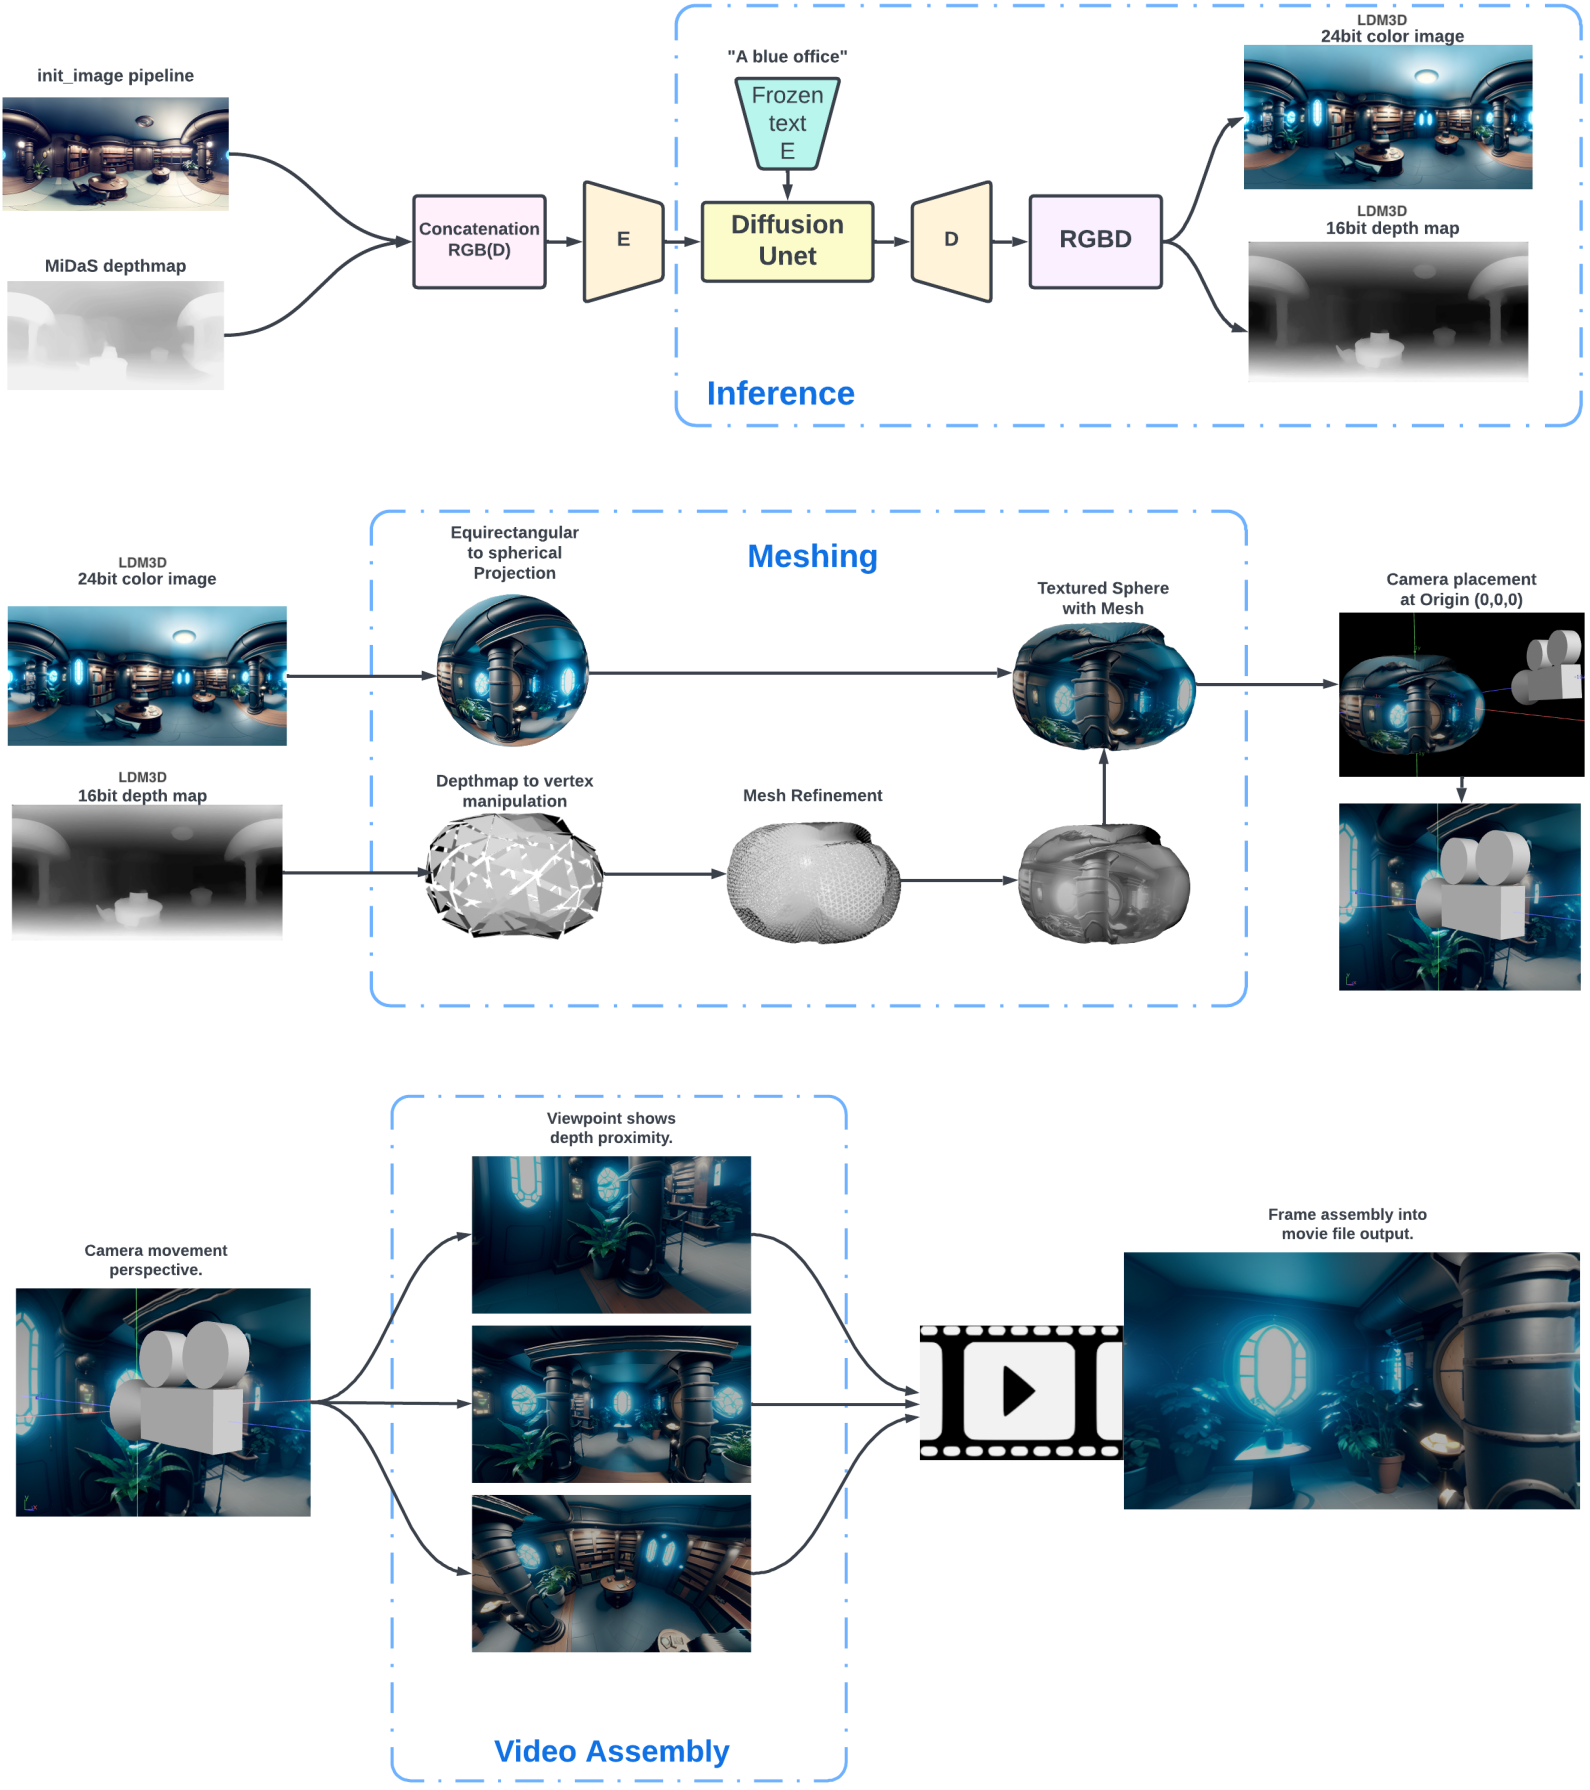 init_image pipeline
MiDaS depthmap
Concatenation
RGB(D)
E
"A blue office"
Frozen
text
E
Diffusion
Unet
D
RGBD
LDM3D
24bit color image
LDM3D
16bit depth map
Inference
LDM3D
24bit color image
LDM3D
16bit depth map
Equirectangular
to spherical
Projection
Meshing
Depthmap to vertex
manipulation
Mesh Refinement
Textured Sphere
with Mesh
Camera placement
at Origin (0,0,0)
Camera movement
perspective.
Viewpoint shows
depth proximity.
Video Assembly
Frame assembly into
movie file output.